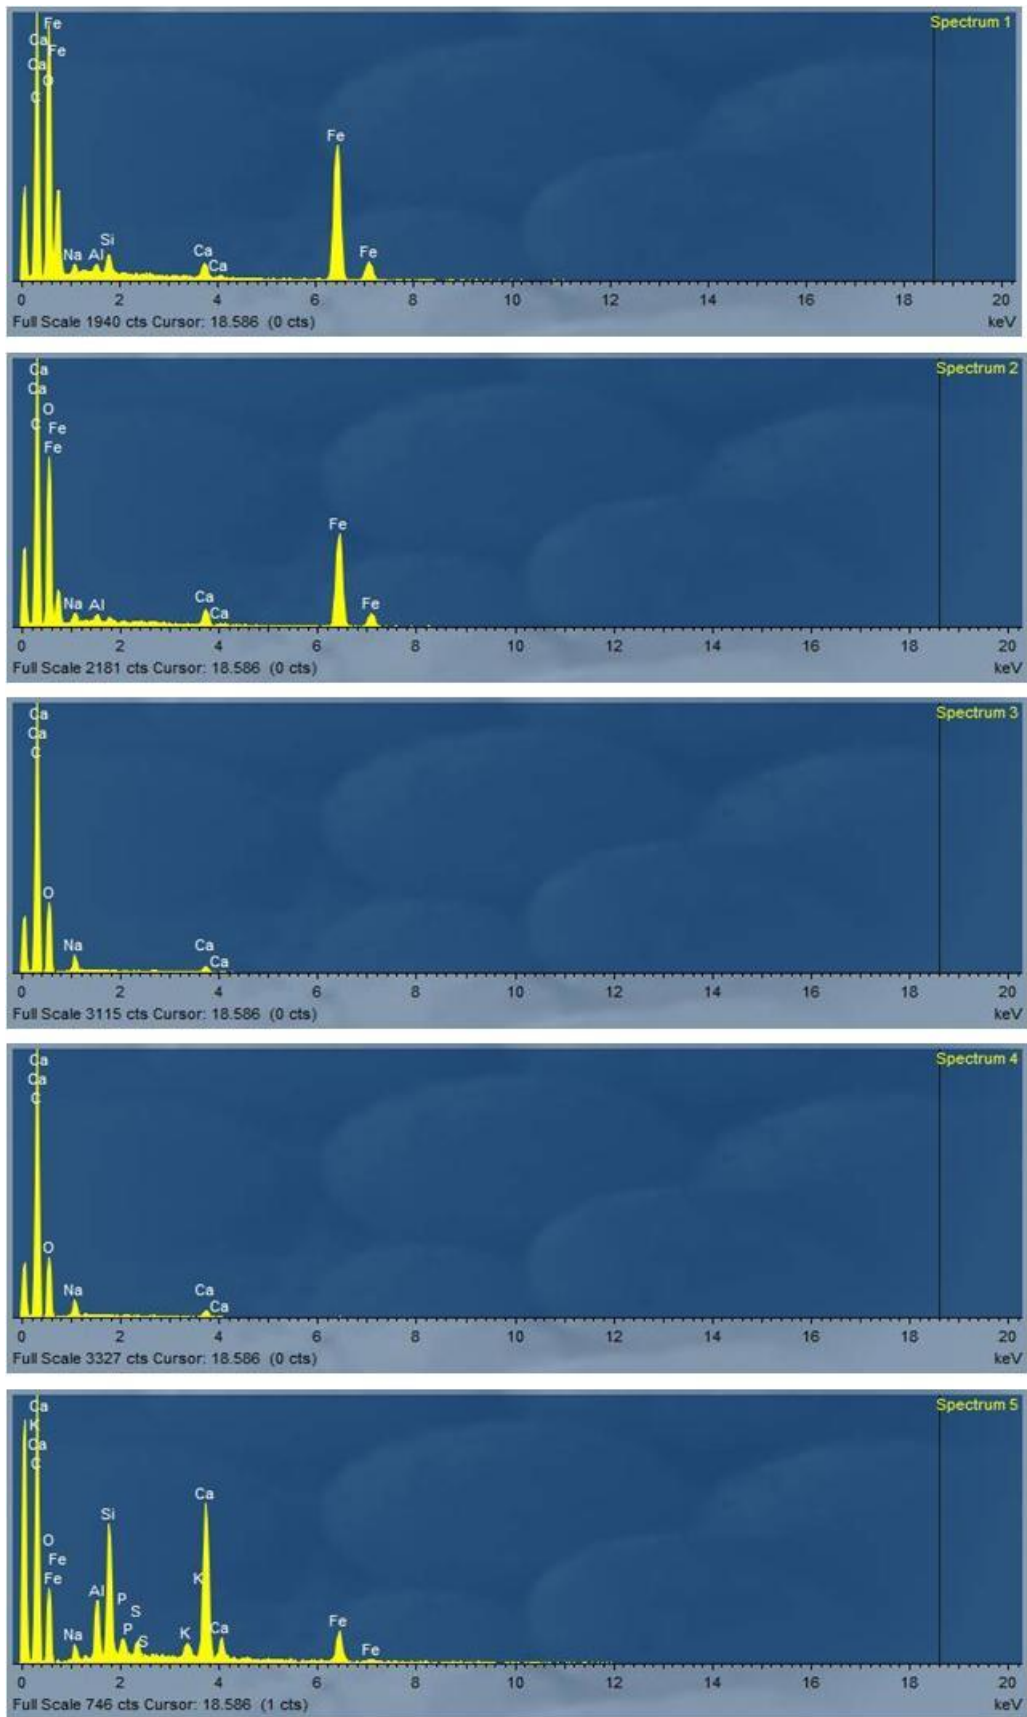 Spectrum 1
Fe
Ca
Fe
Ca
O
C
Fe
Si
Na Al
Ca
Ca
Fe
0 2 4 6 8 10 12 14 16 18 20
Full Scale 1940 cts Cursor: 18.586 (0 cts) keV
Spectrum 2
Ca
Ca
O
C
Fe
Fe
Fe
Na Al
Ca
Ca
Fe
0 2 4 6 8 10 12 14 16 18 20
Full Scale 2181 cts Cursor: 18.586 (0 cts) keV
Spectrum 3
Ca
Ca
C
O
Na
Ca
Ca
0 2 4 6 8 10 12 14 16 18 20
Full Scale 3115 cts Cursor: 18.586 (0 cts) keV
Spectrum 4
Ca
Ca
C
O
Na
Ca
Ca
0 2 4 6 8 10 12 14 16 18 20
Full Scale 3327 cts Cursor: 18.586 (0 cts) keV
Spectrum 5
Ca
K
Ca
C
Ca
Si
O
Fe
Fe
K
Al
P
S
P
S
Na
K
Ca
Fe
Fe
0 2 4 6 8 10 12 14 16 18 20
Full Scale 746 cts Cursor: 18.586 (1 cts) keV